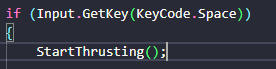 if (Input.GetKey(KeyCode.Space))
{
    StartThrusting();